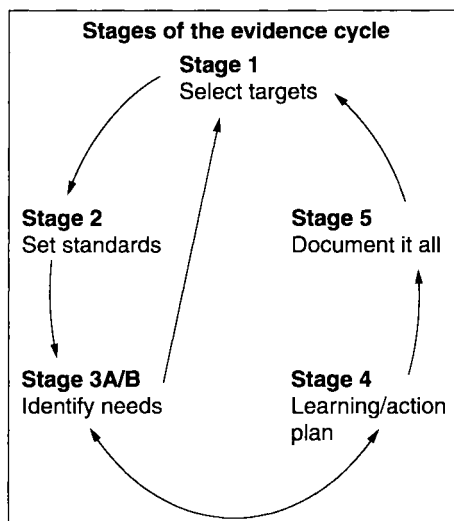 Stages of the evidence cycle
Stage 1
Select targets
Stage 2
Set standards
Stage 5
Document it all
Stage 3A/B
Identify needs
Stage 4
Learning/action
plan